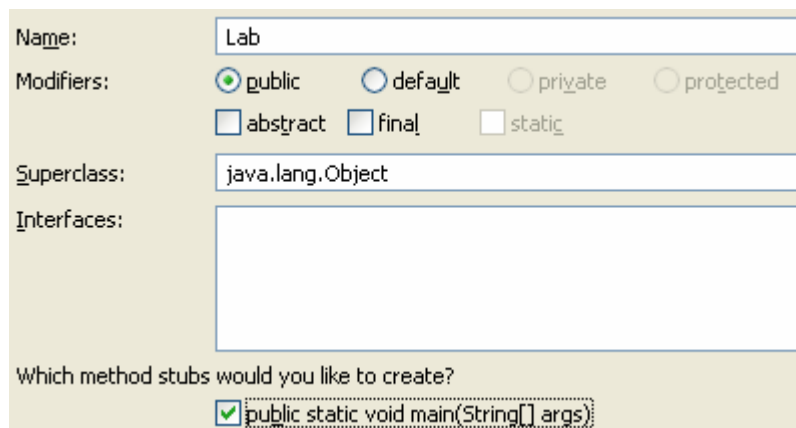 Name: Lab
Modifiers: public default private protected
abstract final static
Superclass: java.lang.Object
Interfaces:
Which method stubs would you like to create?
public static void main(String[] args)